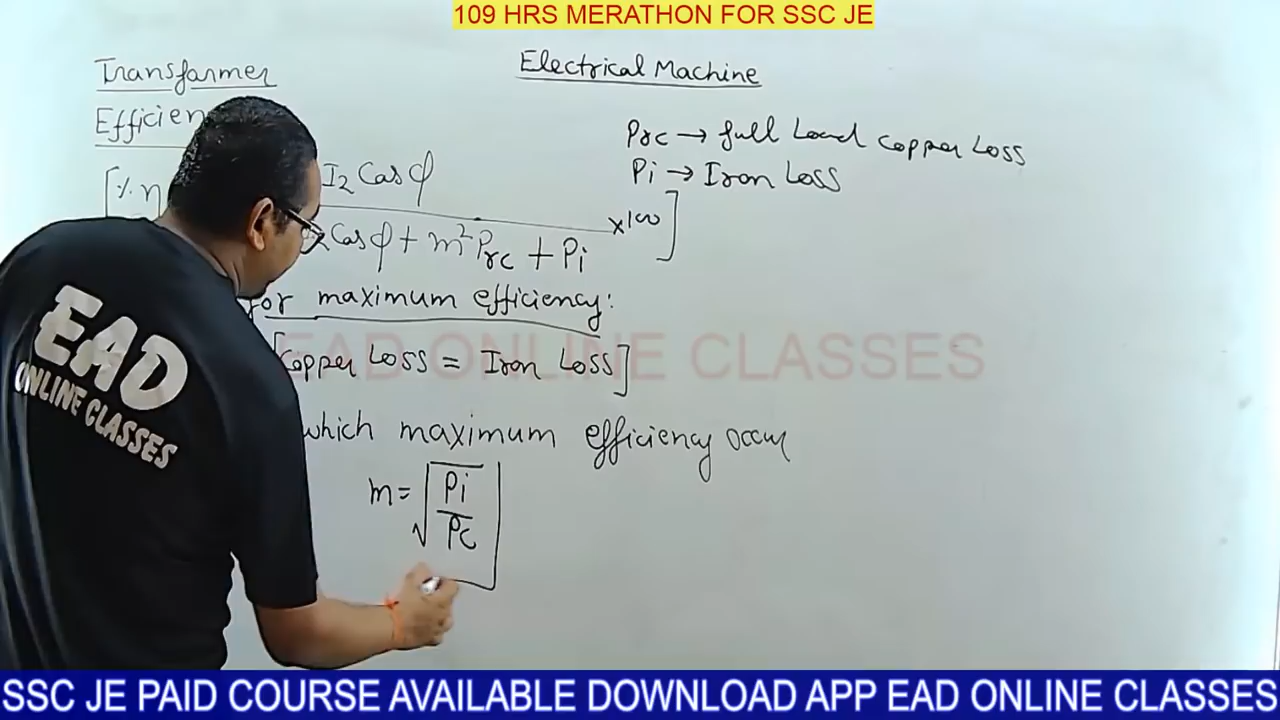 109 HRS MERATHON FOR SSC JE
Electrical Machine
Transformer
Efficien
Prc → full Load Copper Loss
Pi → Iron Loss
[% η I2 Cos φ
Cos φ + m² Prc + Pi ×100]
for maximum efficiency:
[Copper Loss = Iron Loss]
EAD ONLINE CLASSES
which maximum efficiency occur
m = √Pi/Pc
EAD
ONLINE CLASSES
SSC JE PAID COURSE AVAILABLE DOWNLOAD APP EAD ONLINE CLASSES